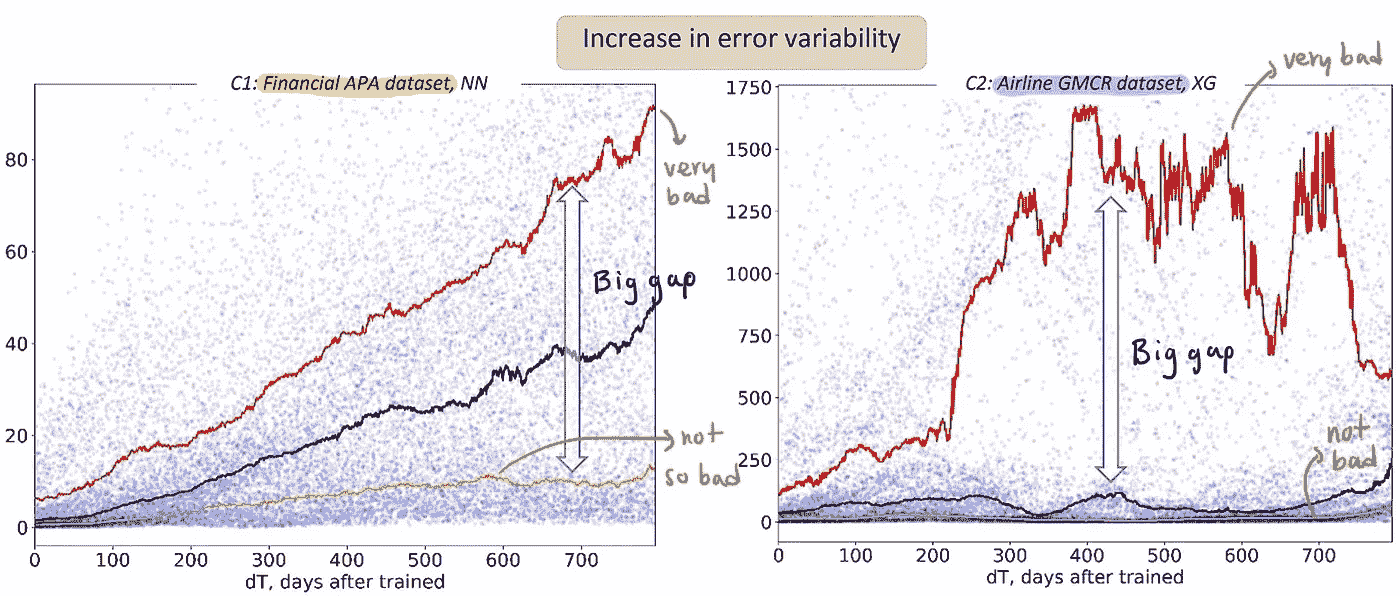 Increase in error variability
C1: Financial APA dataset, NN
80
60
40
20
0
0 100 200 300 400 500 600 700
dT, days after trained
very
bad
Big gap
not
so bad
C2: Airline GMCR dataset, XG
1750
1500
1250
1000
750
500
250
0
0 100 200 300 400 500 600 700
dT, days after trained
very bad
Big gap
not
bad